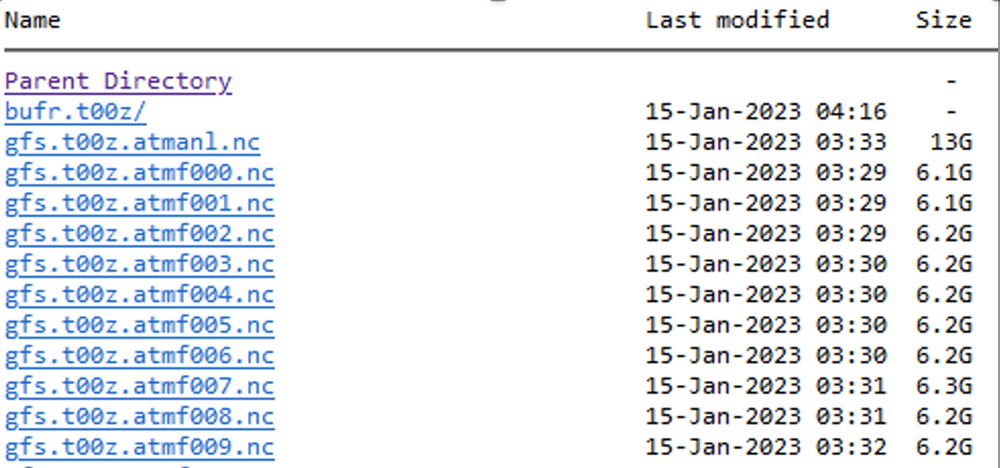 Name Last modified Size
Parent Directory -
bufr.t00z/ 15-Jan-2023 04:16 -
gfs.t00z.atmanl.nc 15-Jan-2023 03:33 13G
gfs.t00z.atmf000.nc 15-Jan-2023 03:29 6.1G
gfs.t00z.atmf001.nc 15-Jan-2023 03:29 6.1G
gfs.t00z.atmf002.nc 15-Jan-2023 03:29 6.2G
gfs.t00z.atmf003.nc 15-Jan-2023 03:30 6.2G
gfs.t00z.atmf004.nc 15-Jan-2023 03:30 6.2G
gfs.t00z.atmf005.nc 15-Jan-2023 03:30 6.2G
gfs.t00z.atmf006.nc 15-Jan-2023 03:30 6.2G
gfs.t00z.atmf007.nc 15-Jan-2023 03:31 6.3G
gfs.t00z.atmf008.nc 15-Jan-2023 03:31 6.2G
gfs.t00z.atmf009.nc 15-Jan-2023 03:32 6.2G